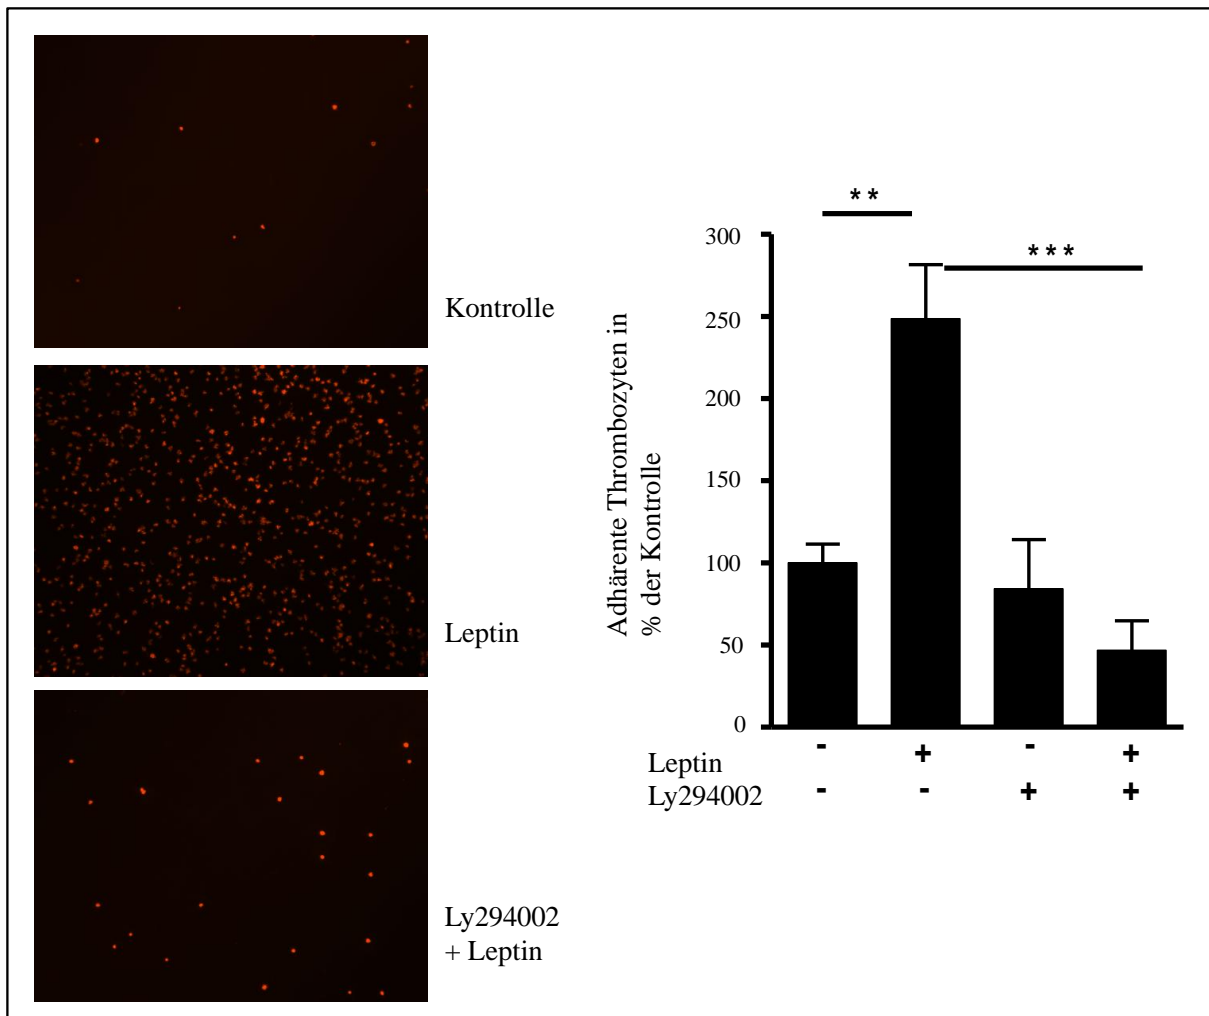 Kontrolle
Leptin
Ly294002
+ Leptin
Adhärente Thrombozyten in
% der Kontrolle
**
***
300
250
200
150
100
50
0
Leptin - + - +
Ly294002 - - + +